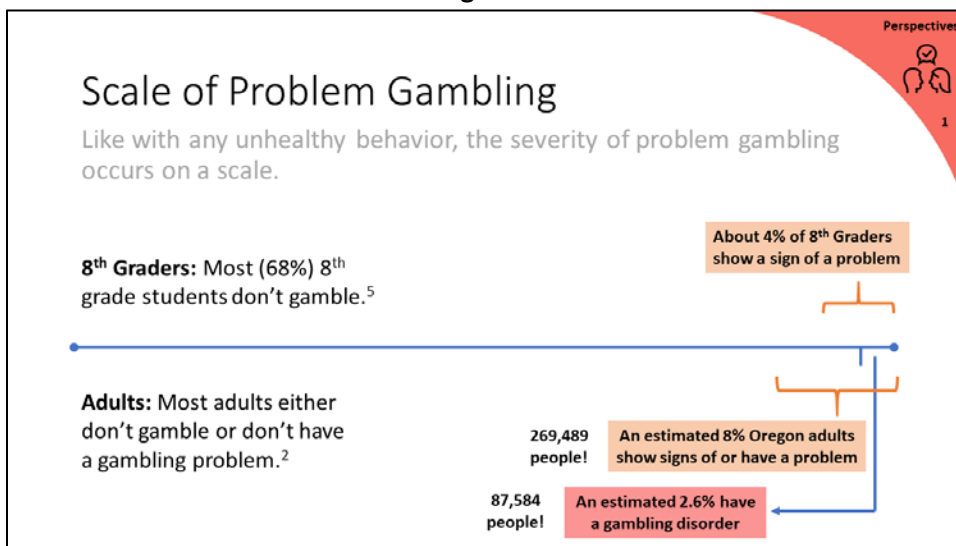 Perspectives
1
Scale of Problem Gambling
Like with any unhealthy behavior, the severity of problem gambling
occurs on a scale.
About 4% of 8th Graders
show a sign of a problem
8th Graders: Most (68%) 8th
grade students don't gamble.5
Adults: Most adults either
don't gamble or don't have
a gambling problem.2
269,489
people!
An estimated 8% Oregon adults
show signs of or have a problem
87,584
people!
An estimated 2.6% have
a gambling disorder